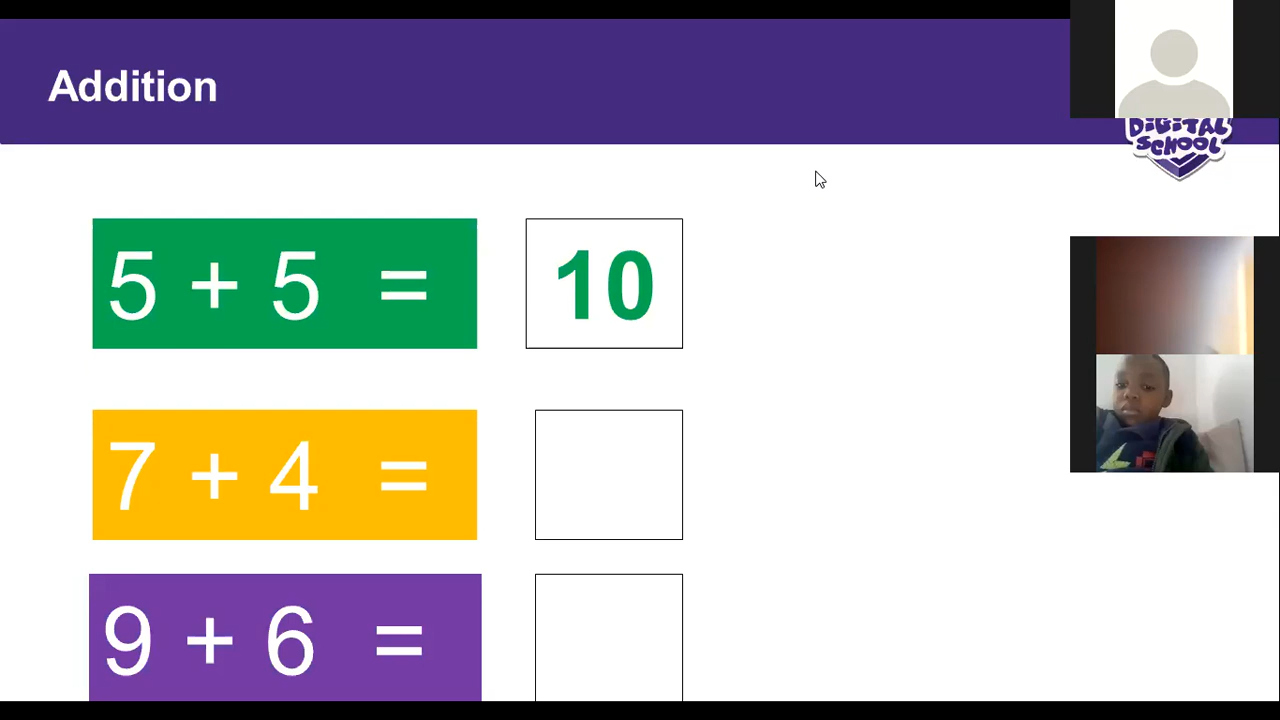 Addition
DIGITAL
SCHOOL
5 + 5 = 10
7 + 4 =
9 + 6 =